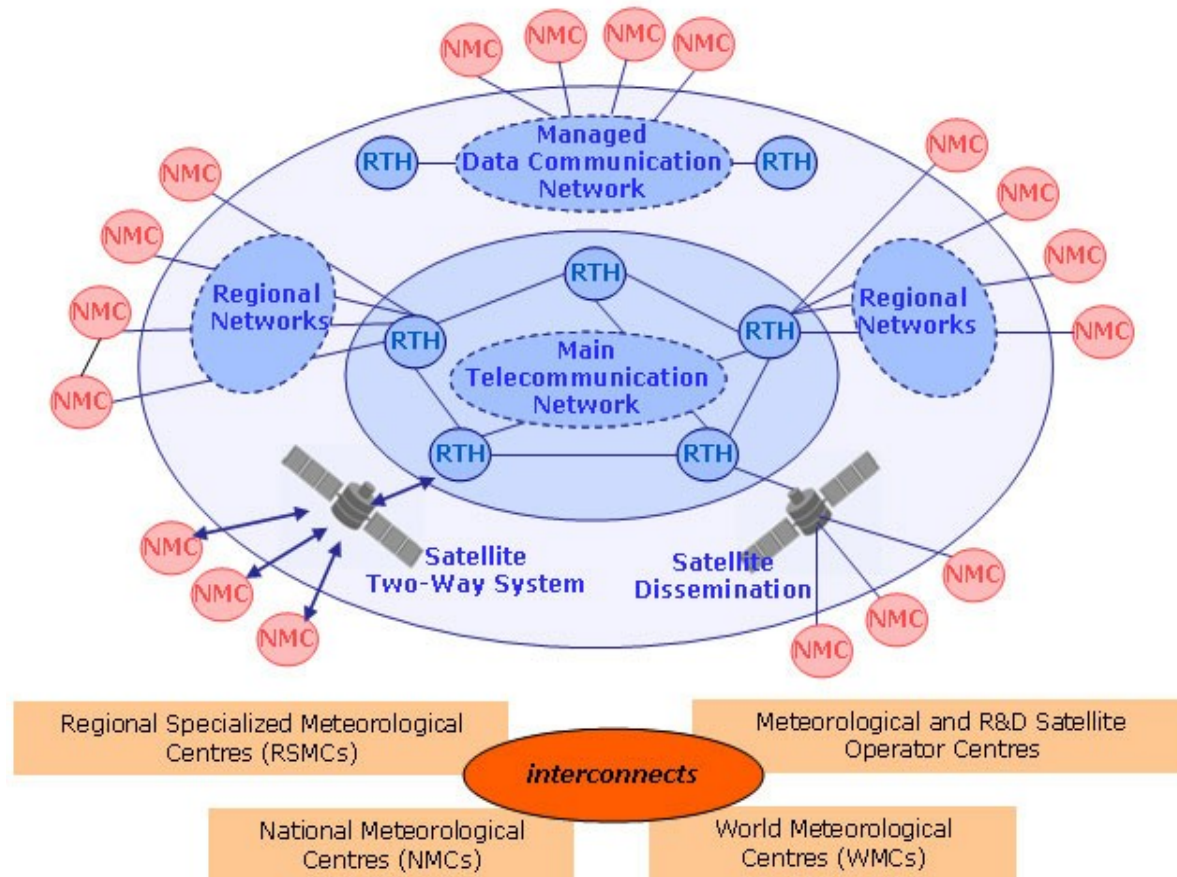 NMC
NMC
NMC
NMC
NMC
NMC
NMC
NMC
NMC
NMC
NMC
NMC
NMC
Managed
Data Communication
Network
RTH
RTH
RTH
RTH
RTH
Regional
Networks
Regional
Networks
Main
Telecommunication
Network
RTH
RTH
Satellite
Two-Way System
Satellite
Dissemination
NMC
NMC
NMC
NMC
NMC
Regional Specialized Meteorological
Centres (RSMCs)
Meteorological and R&D Satellite
Operator Centres
interconnects
National Meteorological
Centres (NMCs)
World Meteorological
Centres (WMCs)